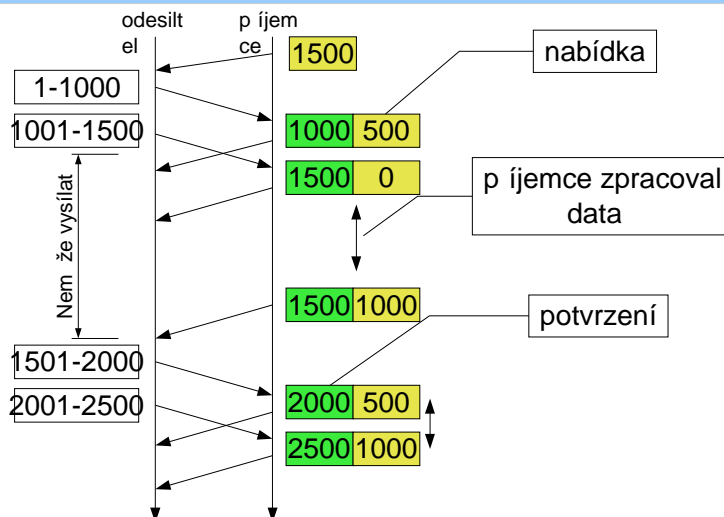 odesilt
el
p íjem
ce
1500
nabídka
1-1000
1001-1500
1000 500
1500 0
p íjemce zpracoval
data
Nem že vysílat
1500 1000
potvrzení
1501-2000
2001-2500
2000 500
2500 1000